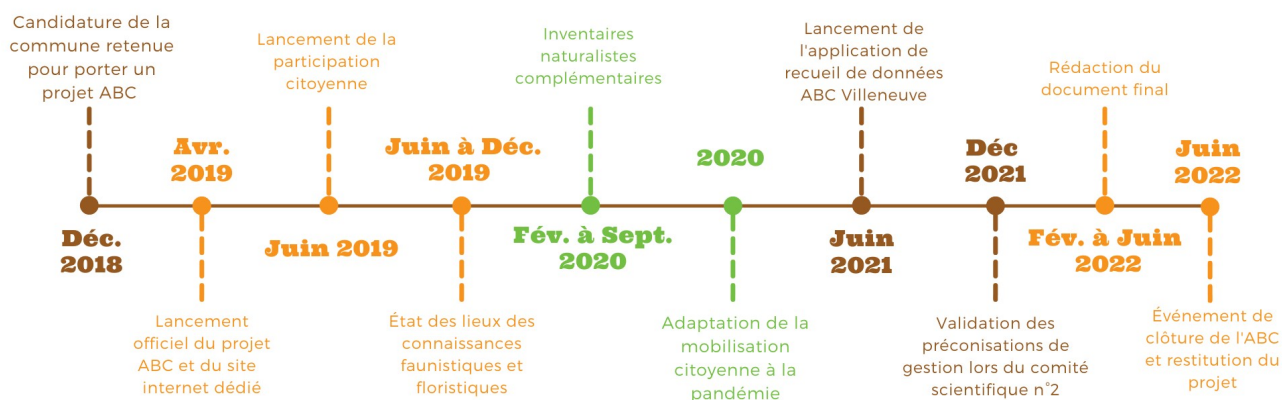 Candidature de la
commune retenue
pour porter un
projet ABC
Déc.
2018
Avr.
2019
Lancement
officiel du projet
ABC et du site
internet dédié
Lancement de la
participation
citoyenne
Juin 2019
Juin à Déc.
2019
État des lieux des
connaissances
faunistiques et
floristiques
Inventaires
naturalistes
complémentaires
Fév. à Sept.
2020
2020
Adaptation de la
mobilisation
citoyenne à la
pandémie
Lancement de
l'application de
recueil de données
ABC Villeneuve
Juin
2021
Déc
2021
Validation des
préconisations de
gestion lors du comité
scientifique n°2
Rédaction du
document final
Fév. à Juin
2022
Juin
2022
Événement de
clôture de l'ABC
et restitution du
projet